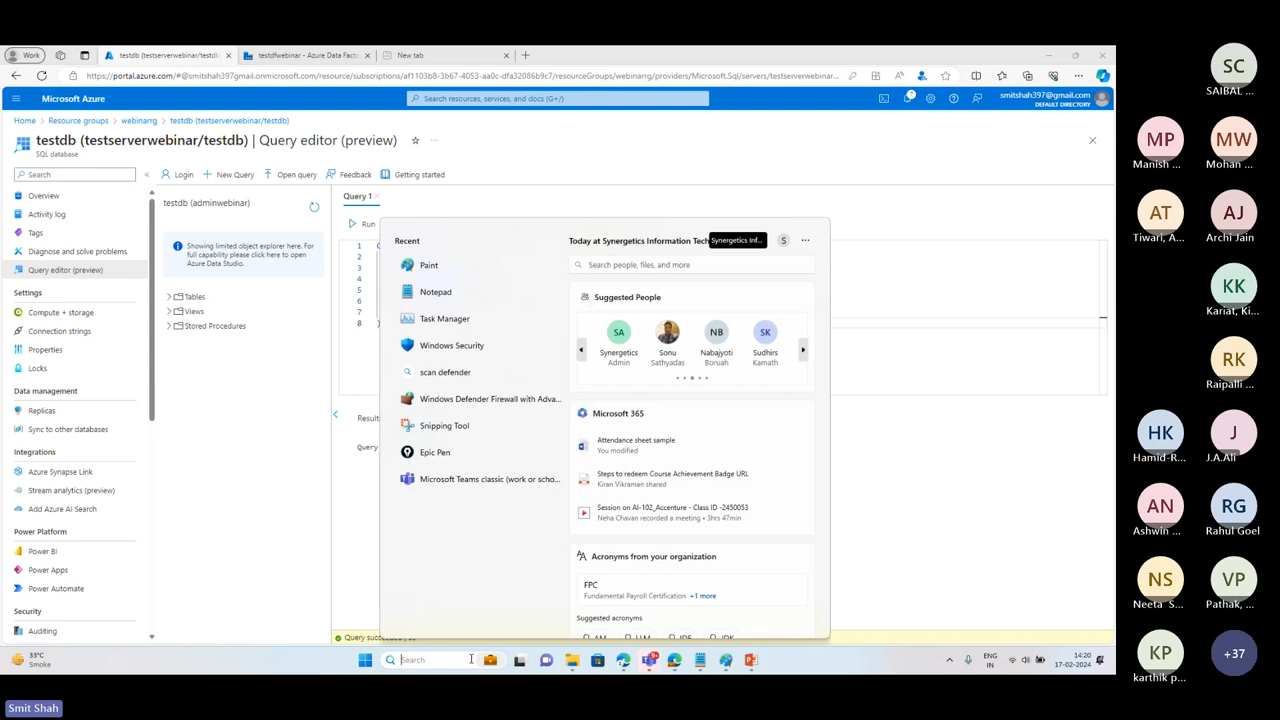 Work
testdb (testserverwebinar/testdb
testdfwebinar - Azure Data Fact
New tab
https://portal.azure.com/#@smitshah397gmail.onmicrosoft.com/resource/subscriptions/af1103b8-3b67-4053-aa0c-dfa32086b9c7/resourceGroups/webinarrg/providers/Microsoft.Sql/servers/testserverwebinar...
Microsoft Azure
Search resources, services, and docs (G+/)
7
smitshah397@gmail.com
DEFAULT DIRECTORY
Home
Resource groups
webinarrg
testdb (testserverwebinar/testdb)
testdb (testserverwebinar/testdb) | Query editor (preview)
SQL database
Search
Overview
Activity log
Tags
Diagnose and solve problems
Query editor (preview)
Settings
Compute + storage
Connection strings
Properties
Locks
Data management
Replicas
Sync to other databases
Integrations
Azure Synapse Link
Stream analytics (preview)
Add Azure AI Search
Power Platform
Power BI
Power Apps
Power Automate
Security
Auditing
Login
New Query
Open query
Feedback
Getting started
testdb (adminwebinar)
Showing limited object explorer here. For full capability please click here to open Azure Data Studio.
Tables
Views
Stored Procedures
Query 1
Run
1
2
3
4
5
6
7
8
Query succeeded
Recent
Paint
Notepad
Task Manager
Windows Security
scan defender
Windows Defender Firewall with Adva...
Snipping Tool
Epic Pen
Microsoft Teams classic (work or scho...
Today at Synergetics Information Tech
Synergetics Inf...
S
Search people, files, and more
Suggested People
SA
NB
SK
Synergetics Admin
Sonu Sathyadas
Nabajyoti Boruah
Sudhirs Kamath
Microsoft 365
Attendance sheet sample
You modified
Steps to redeem Course Achievement Badge URL
Kiran Vikraman shared
Session on AI-102_Accenture - Class ID -2450053
Neha Chavan recorded a meeting • 3hrs 47min
Acronyms from your organization
FPC
Fundamental Payroll Certification
+1 more
Suggested acronyms
33°C
Smoke
Search
ENG
IN
14:20
17-02-2024
SC
SAIBAL ...
MP
Manish ...
MW
Mohan ...
AT
Tiwari, A...
AJ
Archi Jain
KK
Kariat, Ki...
RK
Raipalli ...
HK
Hamid-R...
J
J.A.Ali
AN
Ashwin ...
RG
Rahul Goel
NS
Neeta S...
VP
Pathak, ...
KP
karthik p...
+37
Smit Shah